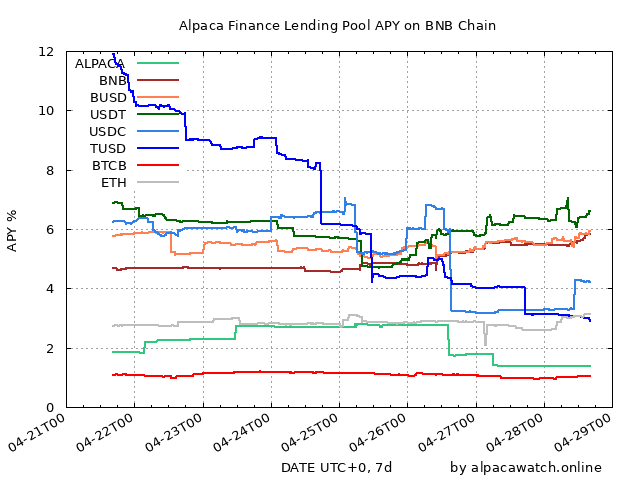 Alpaca Finance Lending Pool APY on BNB Chain
12
10
8
6
4
2
0
APY %
ALPACA
BNB
BUSD
USDT
USDC
TUSD
BTCB
ETH
04-21T00
04-22T00
04-23T00
04-24T00
04-25T00
04-26T00
04-27T00
04-28T00
04-29T00
DATE UTC+0, 7d
by alpacawatch.online